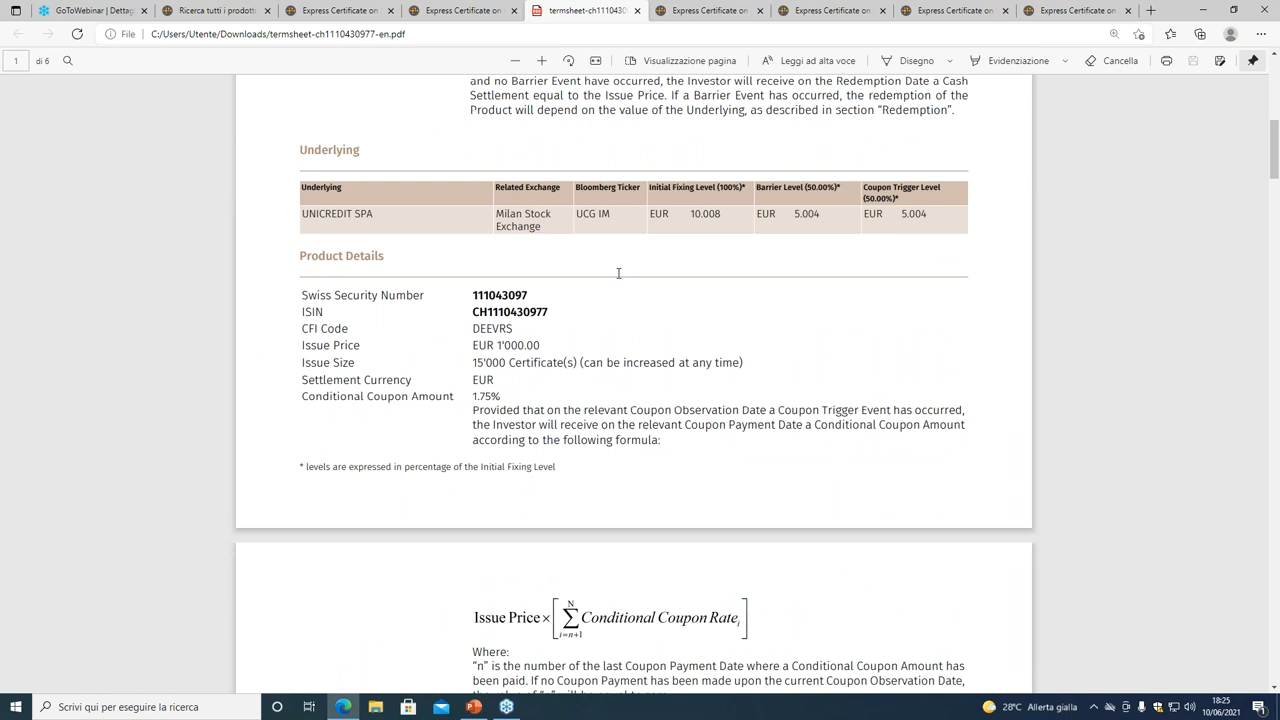 GoToWebinar | Dettag
Ricerca tutti i prodotti
Express Certificate on
Express Certificate on
termsheet-ch1110430
Express Certificate on
Express Certificate on
Express Certificate on
Express Certificate on
File C:/Users/Utente/Downloads/termsheet-ch1110430977-en.pdf
1 di 6 Visualizzazione pagina Leggi ad alta voce Disegno Evidenziazione Cancella
and no Barrier Event have occurred, the Investor will receive on the Redemption Date a Cash
Settlement equal to the Issue Price. If a Barrier Event has occurred, the redemption of the
Product will depend on the value of the Underlying, as described in section “Redemption”.
Underlying
Underlying Related Exchange Bloomberg Ticker Initial Fixing Level (100%)* Barrier Level (50.00%)* Coupon Trigger Level
(50.00%)*
UNICREDIT SPA Milan Stock UCG IM EUR 10.008 EUR 5.004 EUR 5.004
Exchange
Product Details
Swiss Security Number 111043097
ISIN CH1110430977
CFI Code DEEVRS
Issue Price EUR 1'000.00
Issue Size 15'000 Certificate(s) (can be increased at any time)
Settlement Currency EUR
Conditional Coupon Amount 1.75%
Provided that on the relevant Coupon Observation Date a Coupon Trigger Event has occurred,
the Investor will receive on the relevant Coupon Payment Date a Conditional Coupon Amount
according to the following formula:
* levels are expressed in percentage of the Initial Fixing Level
N
Issue Price × [ ∑ Conditional Coupon Rate i ]
i=n+1
Where:
“n” is the number of the last Coupon Payment Date where a Conditional Coupon Amount has
been paid. If no Coupon Payment has been made upon the current Coupon Observation Date,
Scrivi qui per eseguire la ricerca
28°C Allerta gialla
18:25
10/06/2021
1